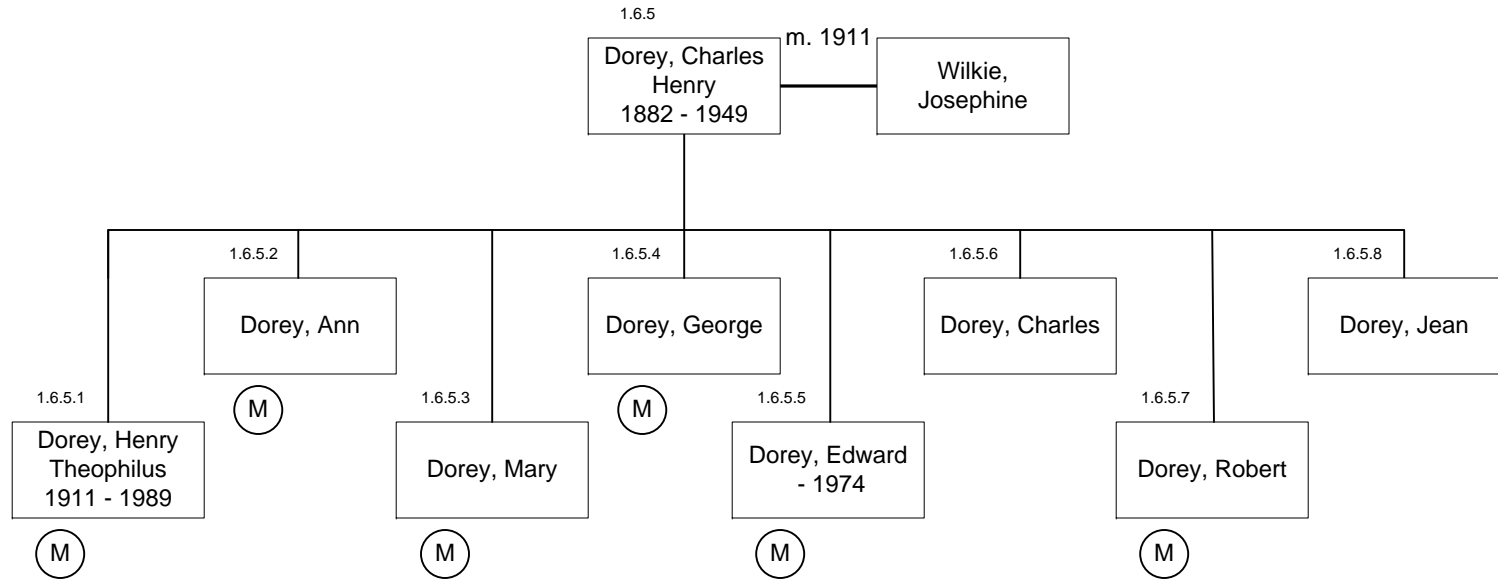 1.6.5
Dorey, Charles
Henry
1882 - 1949
m. 1911
Wilkie,
Josephine
1.6.5.2
Dorey, Ann
M
1.6.5.4
Dorey, George
M
1.6.5.6
Dorey, Charles
1.6.5.8
Dorey, Jean
1.6.5.1
Dorey, Henry
Theophilus
1911 - 1989
M
1.6.5.3
Dorey, Mary
M
1.6.5.5
Dorey, Edward
- 1974
M
1.6.5.7
Dorey, Robert
M